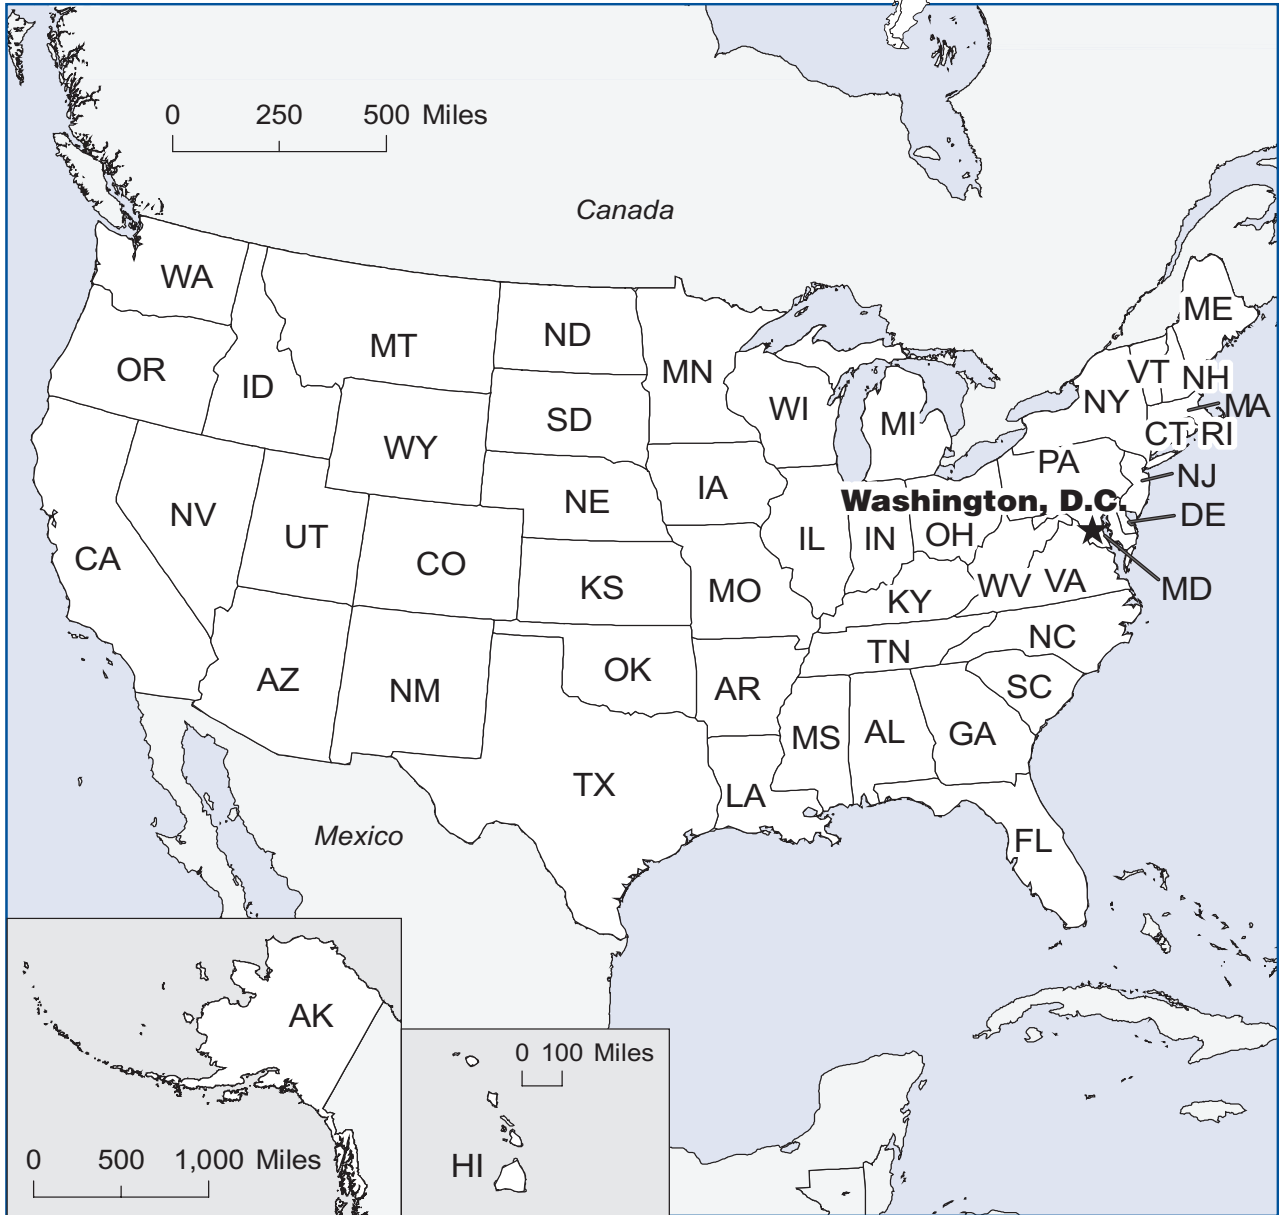 0 250 500 Miles
Canada
WA
MT
ND
MN
ME
OR
ID
SD
WI
MI
VT
NH
NY
MA
WY
CT
RI
PA
IA
NE
NJ
NV
Washington, D.C.
DE
UT
CO
IL
IN
OH
CA
KS
MO
WV
VA
MD
KY
NC
TN
AZ
NM
OK
AR
SC
MS
AL
GA
TX
LA
Mexico
FL
AK
0 500 1,000 Miles
0 100 Miles
HI